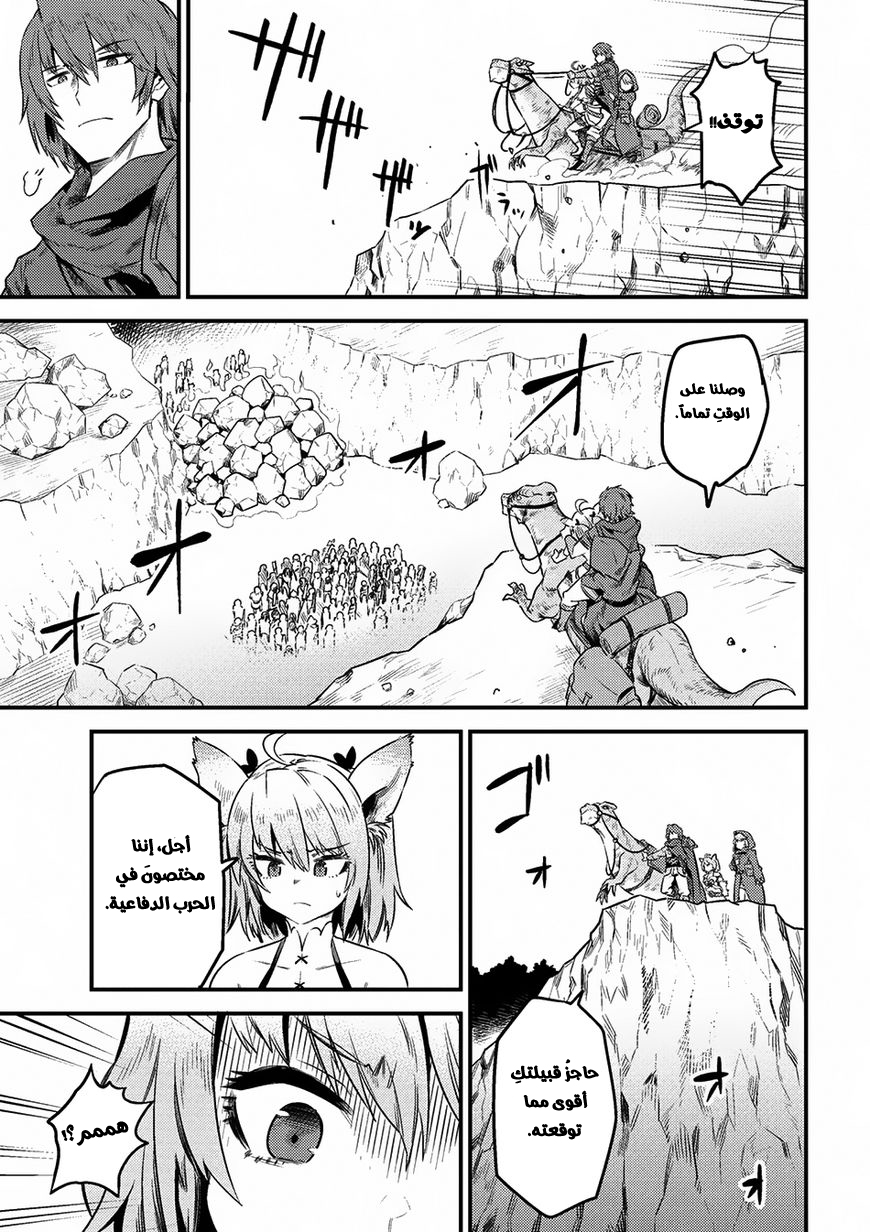 توقف!!
وصلنا على
الوقتِ تماماً.
حاجزُ قبيلتكِ
أقوى مما
توقعته.
أجل، إننا
مختصونَ في
الحرب الدفاعية.
هممم؟!